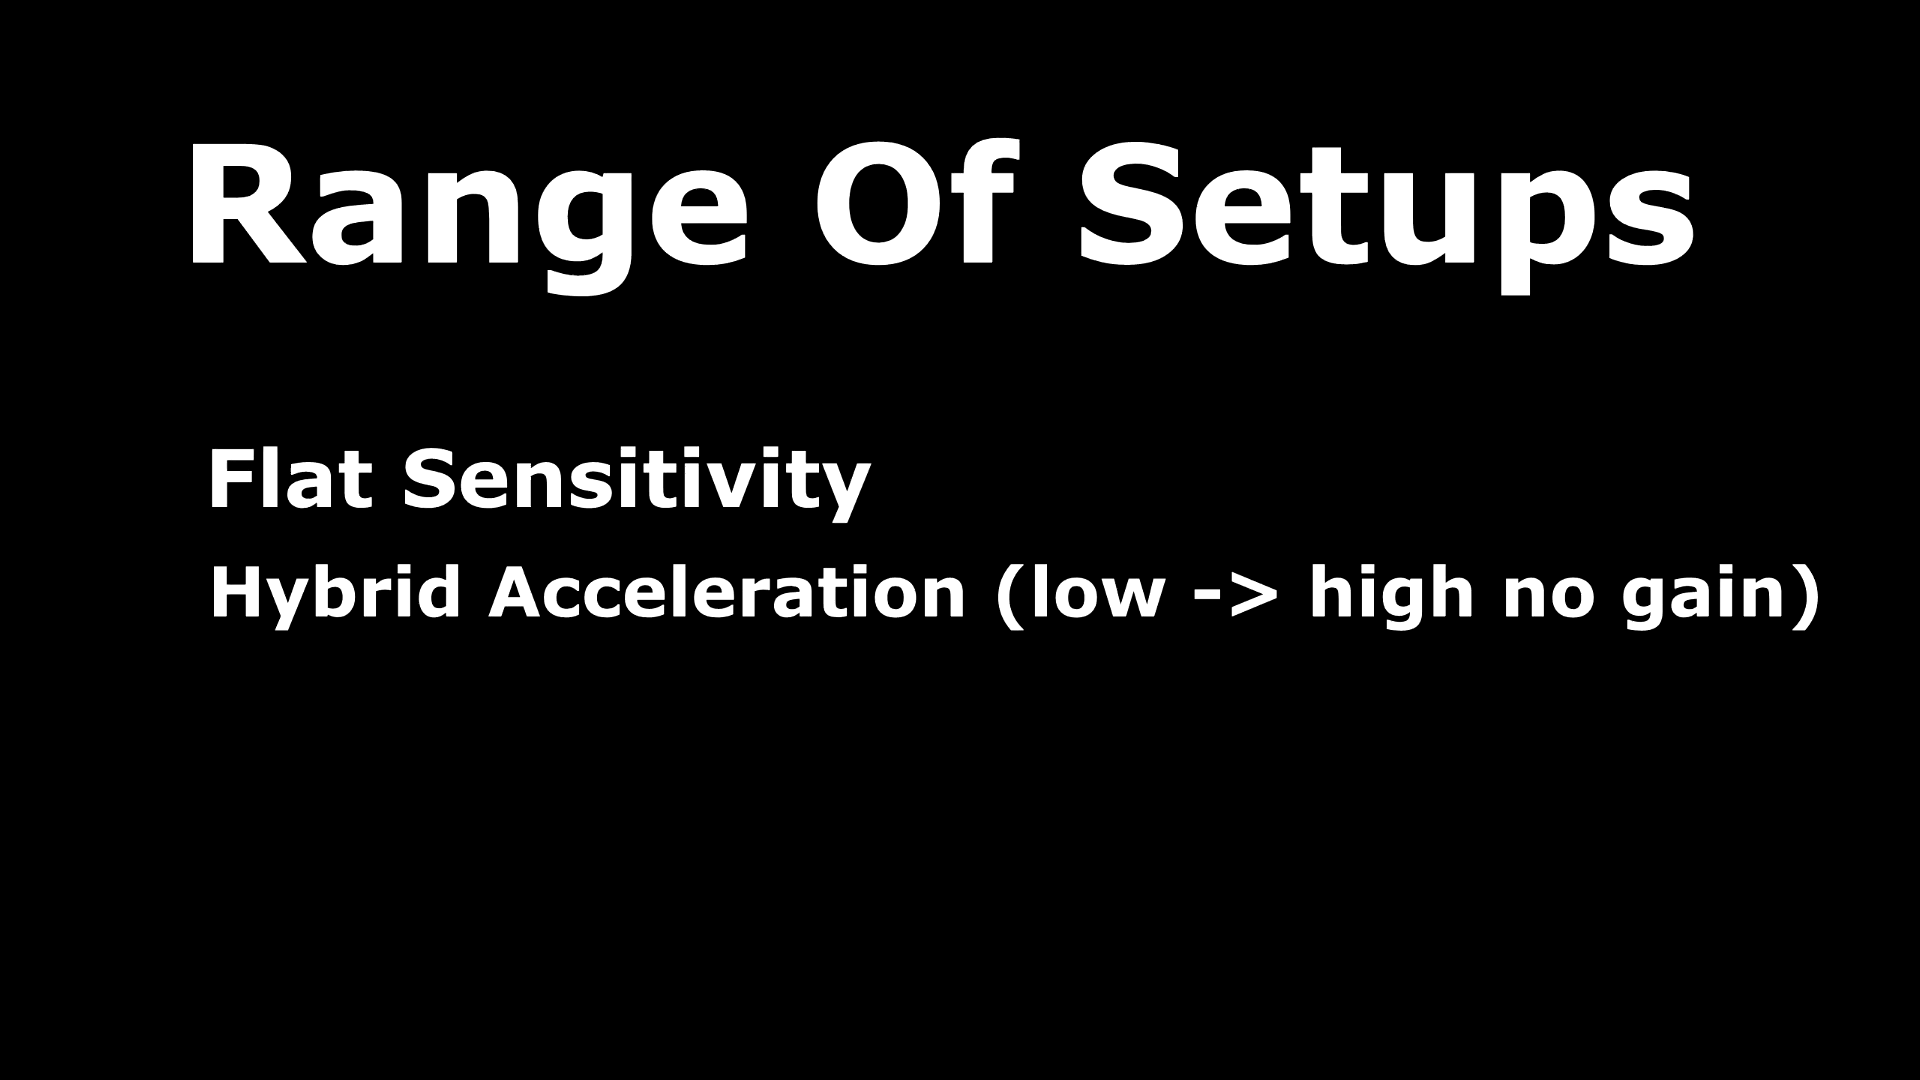 Range Of Setups
Flat Sensitivity
Hybrid Acceleration (low -> high no gain)